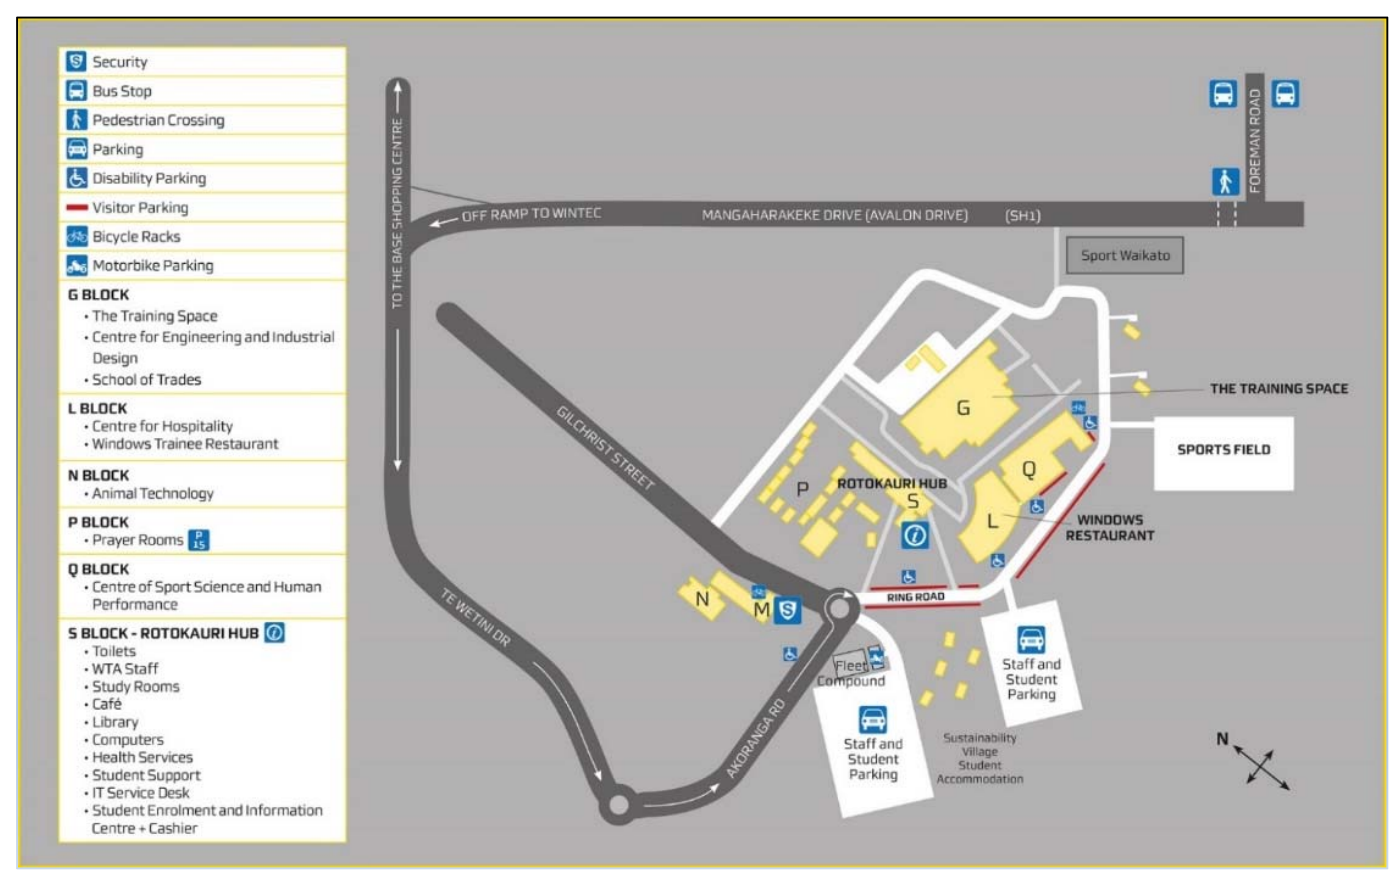 Security
Bus Stop
Pedestrian Crossing
Parking
Disability Parking
Visitor Parking
Bicycle Racks
Motorbike Parking
G BLOCK
• The Training Space
• Centre for Engineering and Industrial
Design
• School of Trades
L BLOCK
• Centre for Hospitality
• Windows Trainee Restaurant
N BLOCK
• Animal Technology
P BLOCK
• Prayer Rooms P
15
Q BLOCK
• Centre of Sport Science and Human
Performance
S BLOCK - ROTOKAURI HUB i
• Toilets
• WTA Staff
• Study Rooms
• Café
• Library
• Computers
• Health Services
• Student Support
• IT Service Desk
• Student Enrolment and Information
Centre + Cashier
TO THE BASE SHOPPING CENTRE
OFF RAMP TO WINTEC
MANGAHARAKEKE DRIVE (AVALON DRIVE) (SH1)
FOREMAN ROAD
Sport Waikato
GILCHRIST STREET
G
THE TRAINING SPACE
SPORTS FIELD
Q
P
ROTOKAURI HUB
S
i
L
WINDOWS
RESTAURANT
N
M
S
RING ROAD
TE WETINI DR
AKORANGA RD
Fleet
Compound
Staff and
Student
Parking
Staff and
Student
Parking
Sustainability
Village
Student
Accommodation
N